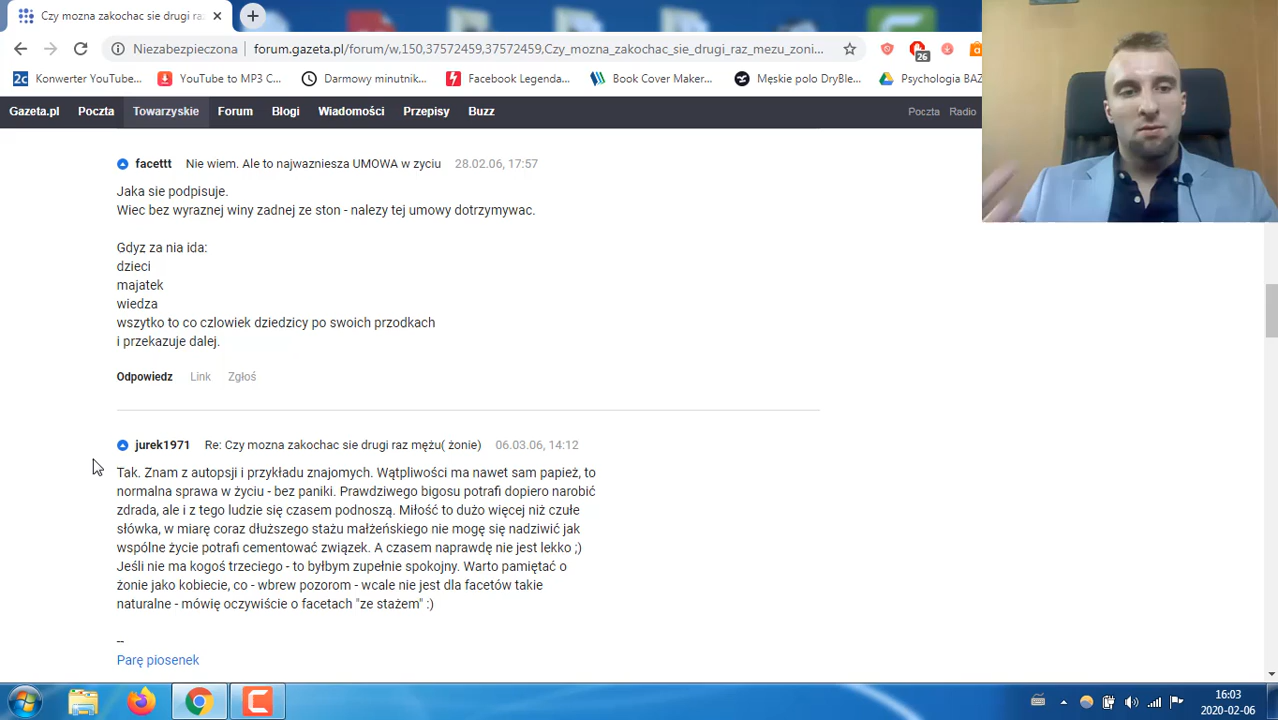 Czy mozna zakochac sie drugi ra
Niezabezpieczona
forum.gazeta.pl/forum/w,150,37572459,37572459,Czy_mozna_zakochac_sie_drugi_raz_mezu_zoni...
26
Konwerter YouTube...
YouTube to MP3 C...
Darmowy minutnik...
Facebook Legenda...
Book Cover Maker...
Męskie polo DryBle...
Psychologia BAZ
Gazeta.pl
Poczta
Towarzyskie
Forum
Blogi
Wiadomości
Przepisy
Buzz
Poczta
Radio
facettt Nie wiem. Ale to najwazniesza UMOWA w zyciu 28.02.06, 17:57
Jaka sie podpisuje.
Wiec bez wyraznej winy zadnej ze ston - nalezy tej umowy dotrzymywac.
Gdyz za nia ida:
dzieci
majatek
wiedza
wszytko to co czlowiek dziedzicy po swoich przodkach
i przekazuje dalej.
Odpowiedz Link Zgłoś
jurek1971 Re: Czy mozna zakochac sie drugi raz mężu( żonie) 06.03.06, 14:12
Tak. Znam z autopsji i przykładu znajomych. Wątpliwości ma nawet sam papież, to
normalna sprawa w życiu - bez paniki. Prawdziwego bigosu potrafi dopiero narobić
zdrada, ale i z tego ludzie się czasem podnoszą. Miłość to dużo więcej niż czułe
słówka, w miarę coraz dłuższego stażu małżeńskiego nie mogę się nadziwić jak
wspólne życie potrafi cementować związek. A czasem naprawdę nie jest lekko ;)
Jeśli nie ma kogoś trzeciego - to byłbym zupełnie spokojny. Warto pamiętać o
żonie jako kobiecie, co - wbrew pozorom - wcale nie jest dla facetów takie
naturalne - mówię oczywiście o facetach "ze stażem" :)
--
Parę piosenek
16:03
2020-02-06